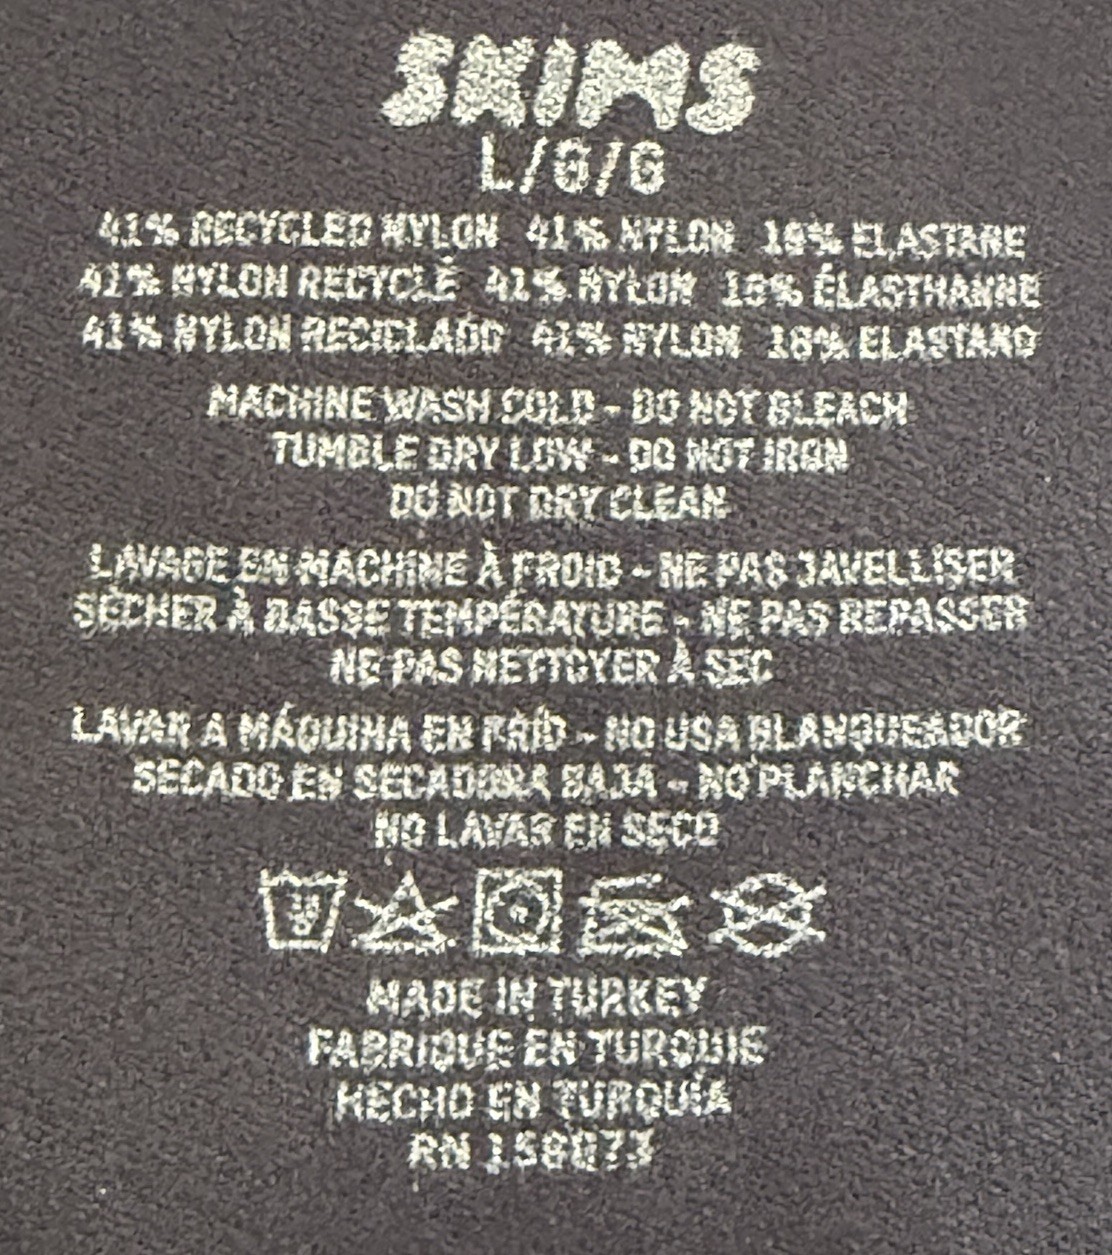 SKIMS
L/G/G
41% RECYCLED NYLON 41% NYLON 18% ELASTANE
41% NYLON RECYCLÉ 41% NYLON 18% ÉLASTHANNE
41% NYLON RECICLADO 41% NYLON 18% ELASTANO
MACHINE WASH COLD - DO NOT BLEACH
TUMBLE DRY LOW - DO NOT IRON
DO NOT DRY CLEAN
LAVAGE EN MACHINE À FROID - NE PAS JAVELLISER
SÉCHER À BASSE TEMPÉRATURE - NE PAS REPASSER
NE PAS NETTOYER À SEC
LAVAR A MÁQUINA EN FRÍO - NO USA BLANQUEADOR
SECADO EN SECADORA BAJA - NO PLANCHAR
NO LAVAR EN SECO
MADE IN TURKEY
FABRIQUE EN TURQUIE
HECHO EN TURQUÍA
RN